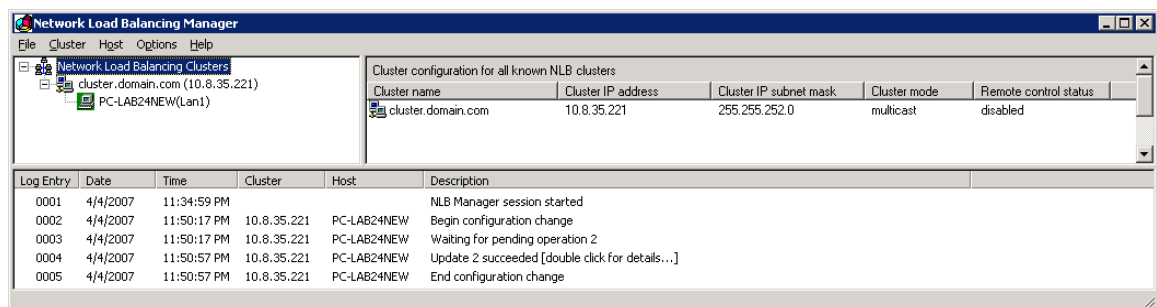 Network Load Balancing Manager
File Cluster Host Options Help
Network Load Balancing Clusters
cluster.domain.com (10.8.35.221)
PC-LAB24NEW(Lan1)
Cluster configuration for all known NLB clusters
Cluster name Cluster IP address Cluster IP subnet mask Cluster mode Remote control status
cluster.domain.com 10.8.35.221 255.255.252.0 multicast disabled
Log Entry Date Time Cluster Host Description
0001 4/4/2007 11:34:59 PM NLB Manager session started
0002 4/4/2007 11:50:17 PM 10.8.35.221 PC-LAB24NEW Begin configuration change
0003 4/4/2007 11:50:17 PM 10.8.35.221 PC-LAB24NEW Waiting for pending operation 2
0004 4/4/2007 11:50:57 PM 10.8.35.221 PC-LAB24NEW Update 2 succeeded [double click for details...]
0005 4/4/2007 11:50:57 PM 10.8.35.221 PC-LAB24NEW End configuration change